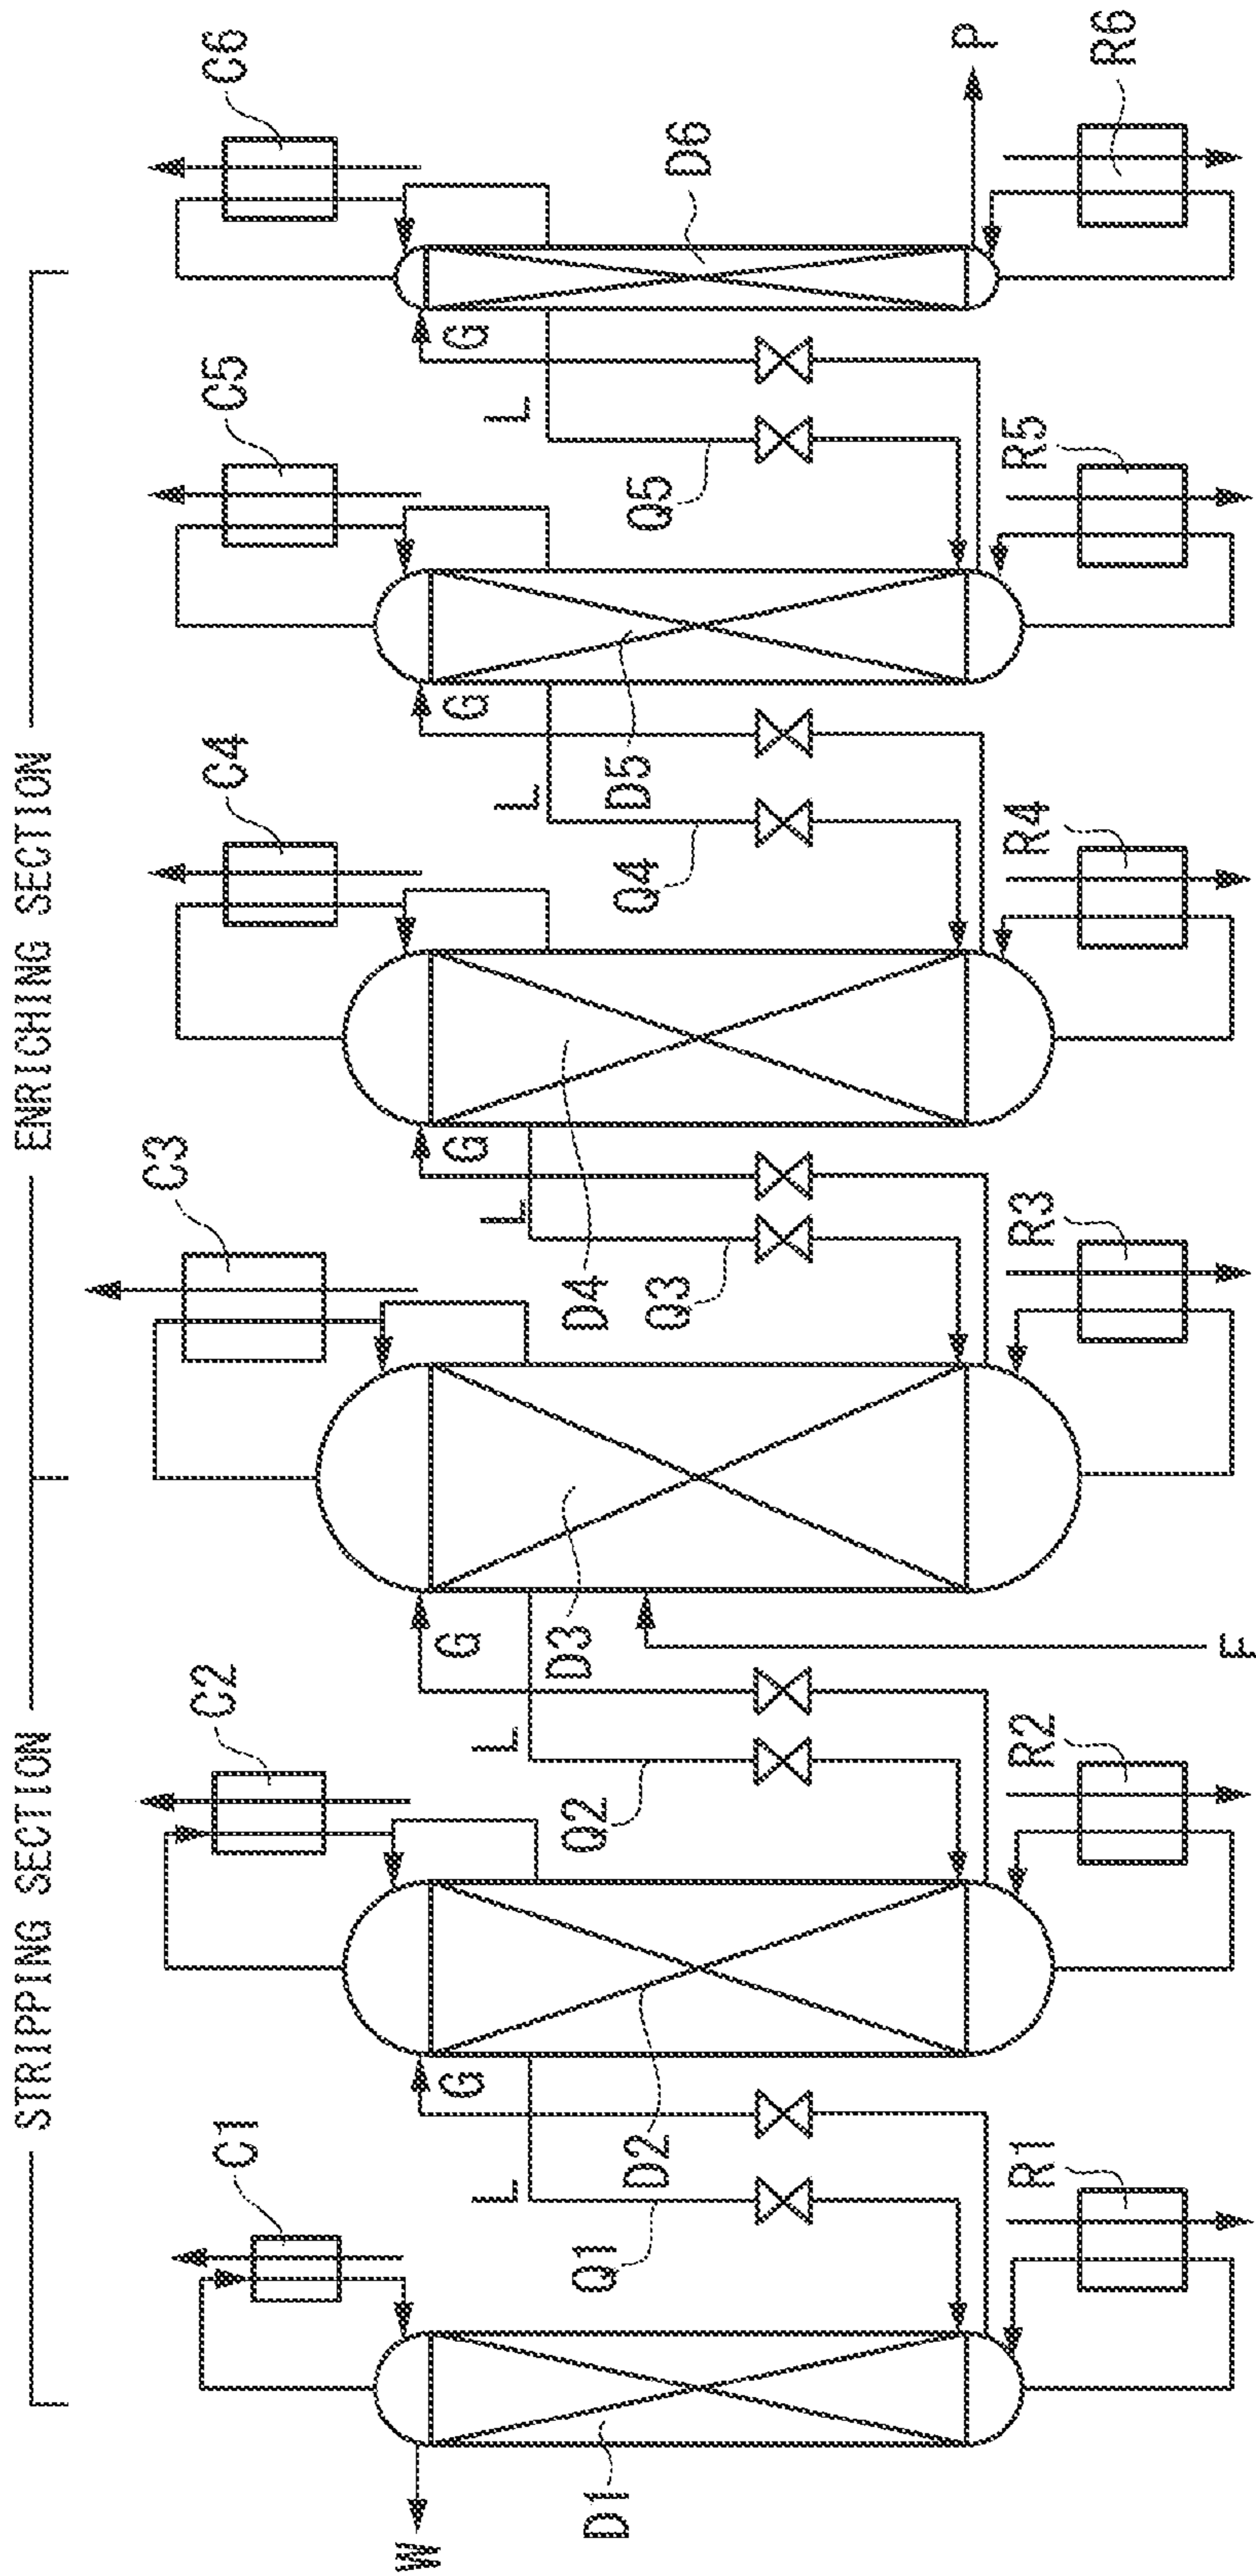 STRIPPING SECTION
ENRICHING SECTION
C1
C2
C3
C4
C5
C6
W
G
G
G
G
G
L
L
L
L
L
D1
D2
D3
D4
D5
D6
Q1
Q2
Q3
Q4
Q5
P
R1
R2
R3
R4
R5
R6
F